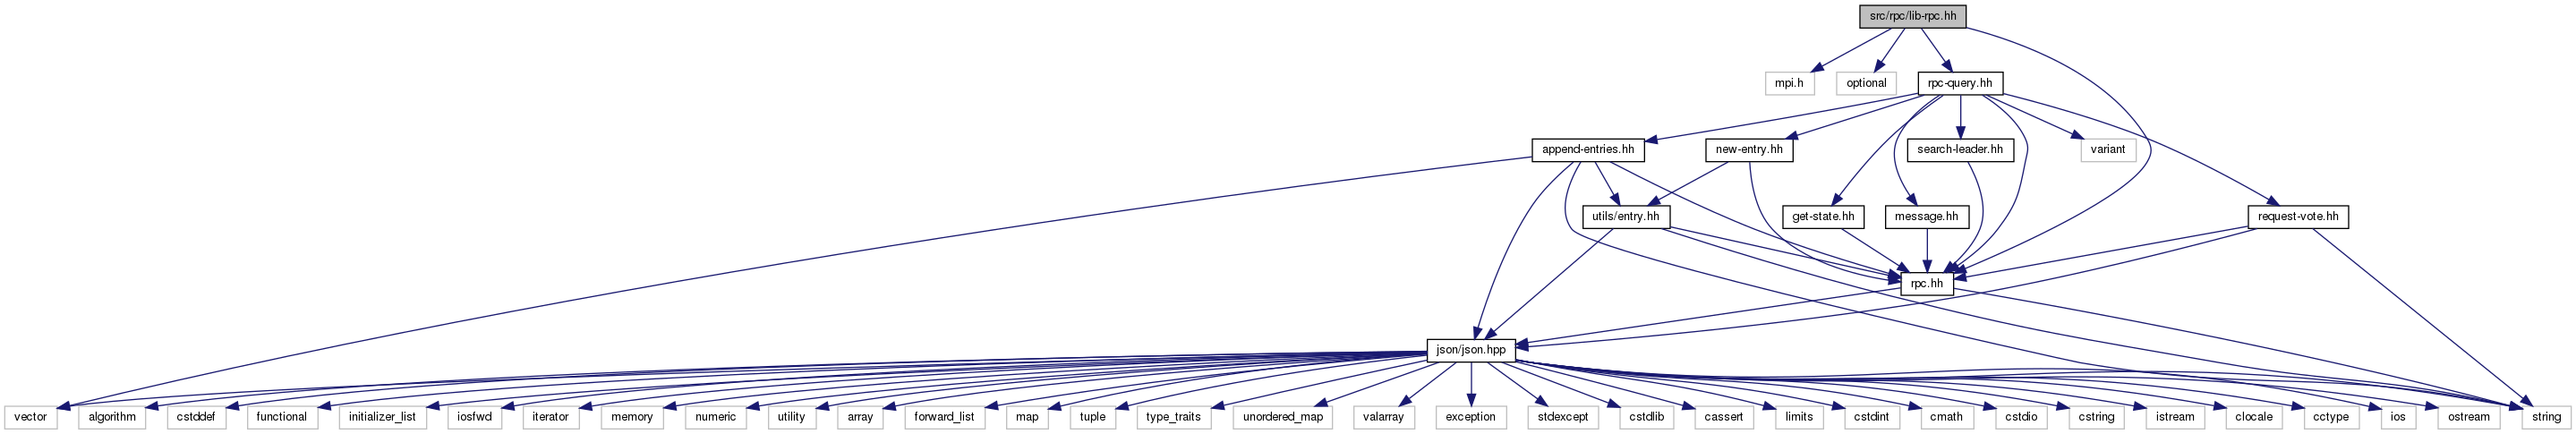 src/rpc/lib-rpc.hh
mpi.h
optional
rpc-query.hh
append-entries.hh
new-entry.hh
search-leader.hh
variant
utils/entry.hh
get-state.hh
message.hh
request-vote.hh
rpc.hh
json/json.hpp
vector
algorithm
cstddef
functional
initializer_list
iosfwd
iterator
memory
numeric
utility
array
forward_list
map
tuple
type_traits
unordered_map
valarray
exception
stdexcept
cstdlib
cassert
limits
cstdint
cmath
cstdio
cstring
istream
clocale
cctype
ios
ostream
string